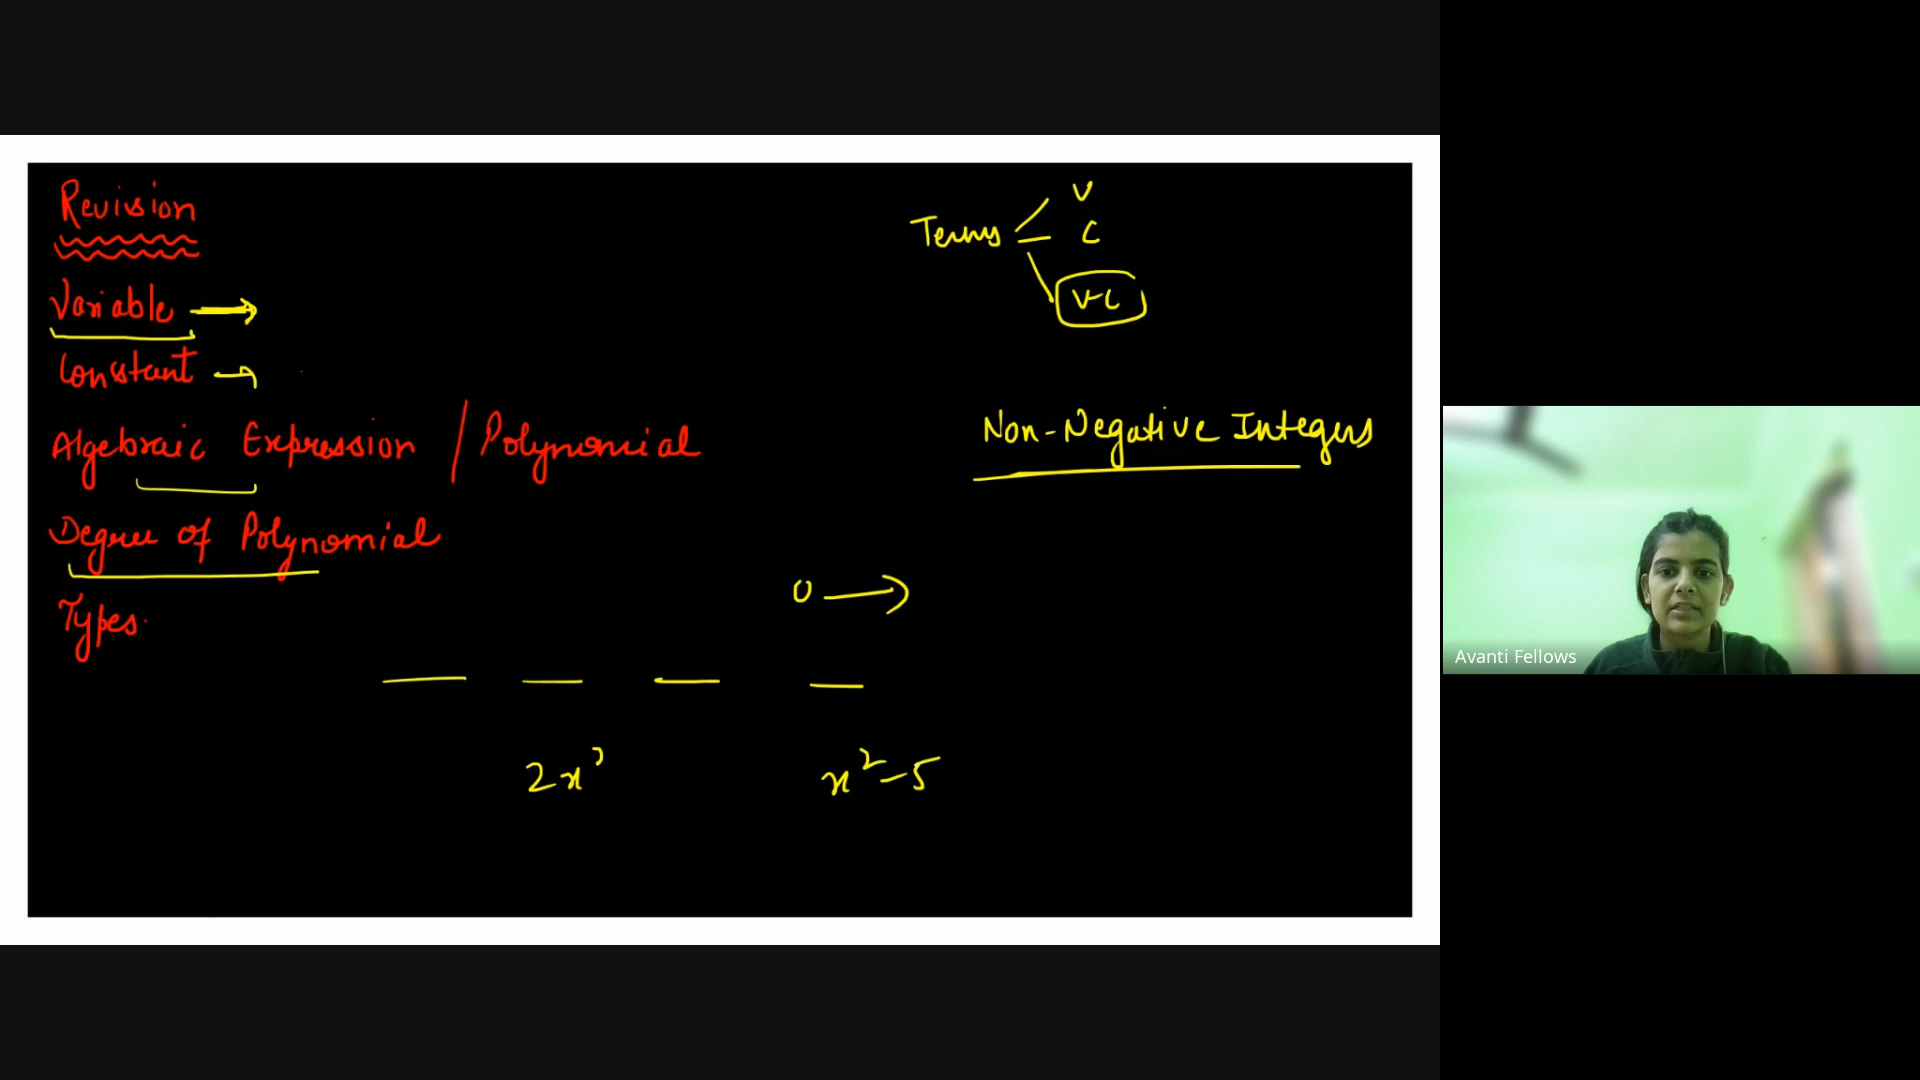 Revision
Variable →
Constant →
Algebraic Expression / Polynomial
Degree of Polynomial
Types.
Terms
V
C
V-C
Non-Negative Integers
0 →
x² - 5
Avanti Fellows